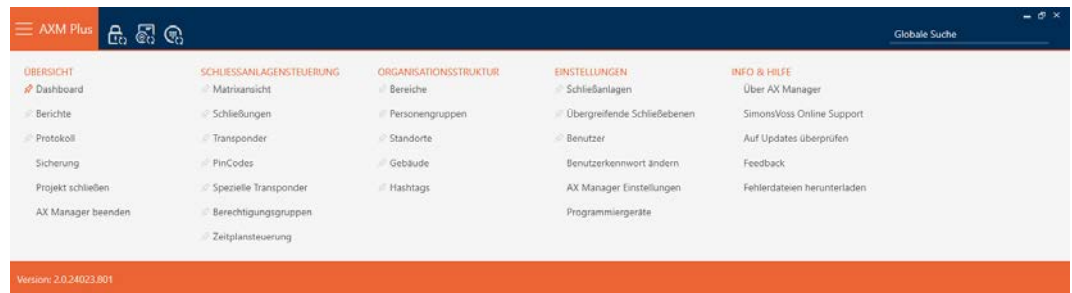 AXM Plus
Globale Suche
ÜBERSICHT
Dashboard
Berichte
Protokoll
Sicherung
Projekt schließen
AX Manager beenden
SCHLIESSANLAGENSTEUERUNG
Matrixansicht
Schließungen
Transponder
PinCodes
Spezielle Transponder
Berechtigungsgruppen
Zeitplansteuerung
ORGANISATIONSSTRUKTUR
Bereiche
Personengruppen
Standorte
Gebäude
Hashtags
EINSTELLUNGEN
Schließanlagen
Übergreifende Schließebenen
Benutzer
Benutzerkennwort ändern
AX Manager Einstellungen
Programmiergeräte
INFO & HILFE
Über AX Manager
SimonsVoss Online Support
Auf Updates überprüfen
Feedback
Fehlerdateien herunterladen
Version: 2.0.24023.801